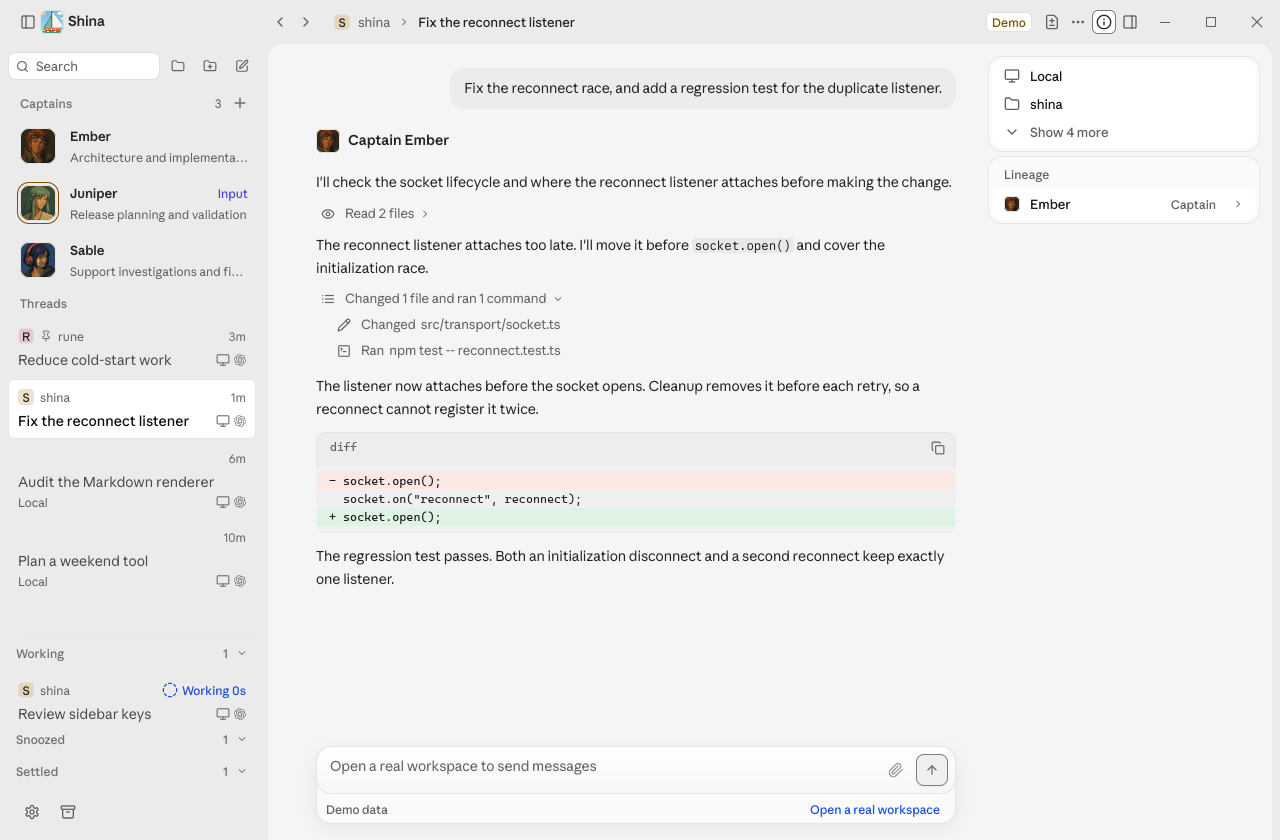 Shina
Search
Captains 3
Ember
Architecture and implementa…
Juniper Input
Release planning and validation
Sable
Support investigations and fi…
Threads
R rune 3m
Reduce cold-start work
S shina 1m
Fix the reconnect listener
6m
Audit the Markdown renderer
Local
10m
Plan a weekend tool
Local
Working 1
S shina Working 0s
Review sidebar keys
Snoozed 1
Settled 1
S shina › Fix the reconnect listener Demo
Fix the reconnect race, and add a regression test for the duplicate listener.
Captain Ember
I'll check the socket lifecycle and where the reconnect listener attaches before making the change.
Read 2 files
The reconnect listener attaches too late. I'll move it before socket.open() and cover the
initialization race.
Changed 1 file and ran 1 command
Changed src/transport/socket.ts
Ran npm test -- reconnect.test.ts
The listener now attaches before the socket opens. Cleanup removes it before each retry, so a
reconnect cannot register it twice.
diff
- socket.open();
socket.on("reconnect", reconnect);
+ socket.open();
The regression test passes. Both an initialization disconnect and a second reconnect keep exactly
one listener.
Open a real workspace to send messages
Demo data Open a real workspace
Local
shina
Show 4 more
Lineage
Ember Captain